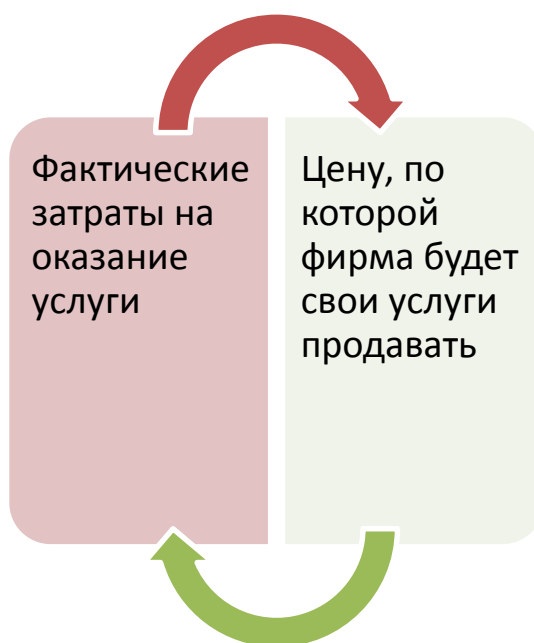 Фактические
затраты на
оказание
услуги
Цену, по
которой
фирма будет
свои услуги
продавать